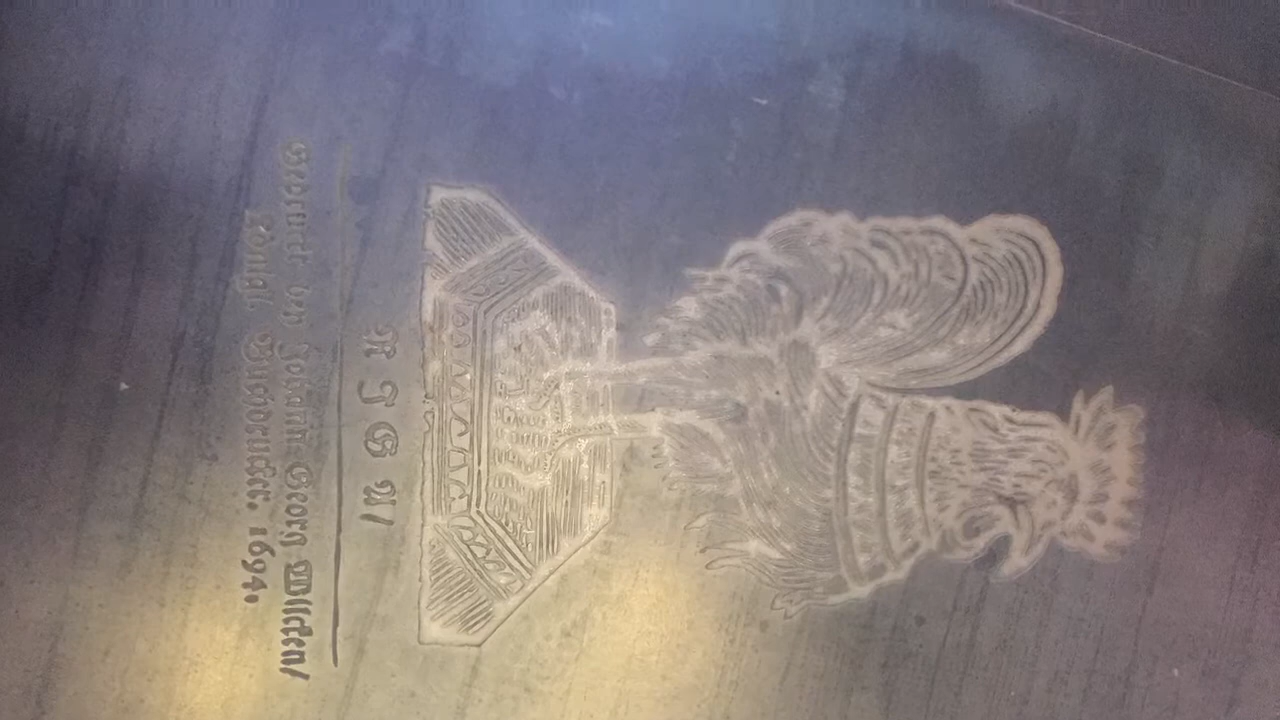 RIGA/
Gedruckt bey Johann Georg Wilcken/
Königl. Buchdrucker. 1694.